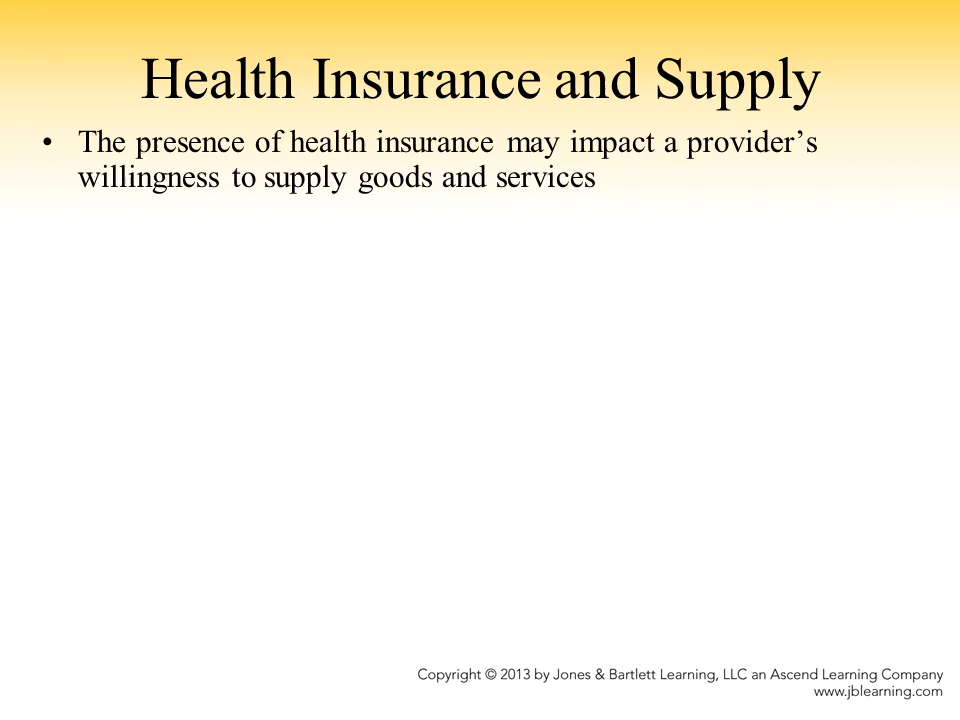 Health Insurance and Supply
• The presence of health insurance may impact a provider’s
willingness to supply goods and services
Copyright © 2013 by Jones & Bartlett Learning, LLC an Ascend Learning Company
www.jblearning.com